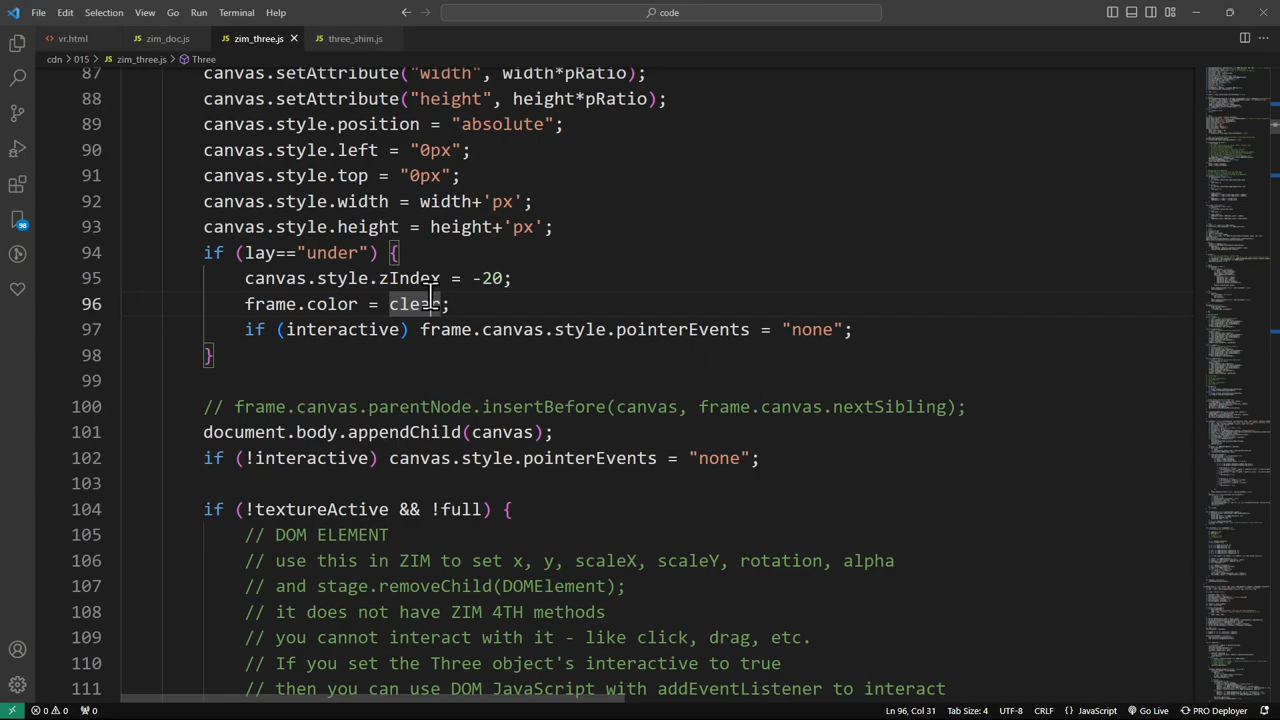 File Edit Selection View Go Run Terminal Help
code
vr.html zim_doc.js zim_three.js three_shim.js
cdn > 015 > zim_three.js > Three
87 canvas.setAttribute("width", width*pRatio);
88 canvas.setAttribute("height", height*pRatio);
89 canvas.style.position = "absolute";
90 canvas.style.left = "0px";
91 canvas.style.top = "0px";
92 canvas.style.width = width+'px';
93 canvas.style.height = height+'px';
94 if (lay=="under") {
95 canvas.style.zIndex = -20;
96 frame.color = clear;
97 if (interactive) frame.canvas.style.pointerEvents = "none";
98 }
99
100 // frame.canvas.parentNode.insertBefore(canvas, frame.canvas.nextSibling);
101 document.body.appendChild(canvas);
102 if (!interactive) canvas.style.pointerEvents = "none";
103
104 if (!textureActive && !full) {
105 // DOM ELEMENT
106 // use this in ZIM to set x,y, scaleX, scaleY, rotation, alpha
107 // and stage.removeChild(DOMElement);
108 // it does not have ZIM 4TH methods
109 // you cannot interact with it - like click, drag, etc.
110 // If you set the Three object's interactive to true
111 // then you can use DOM JavaScript with addEventListener to interact
98
0 0 0 Ln 96, Col 31 Tab Size: 4 UTF-8 CRLF {} JavaScript Go Live PRO Deployer